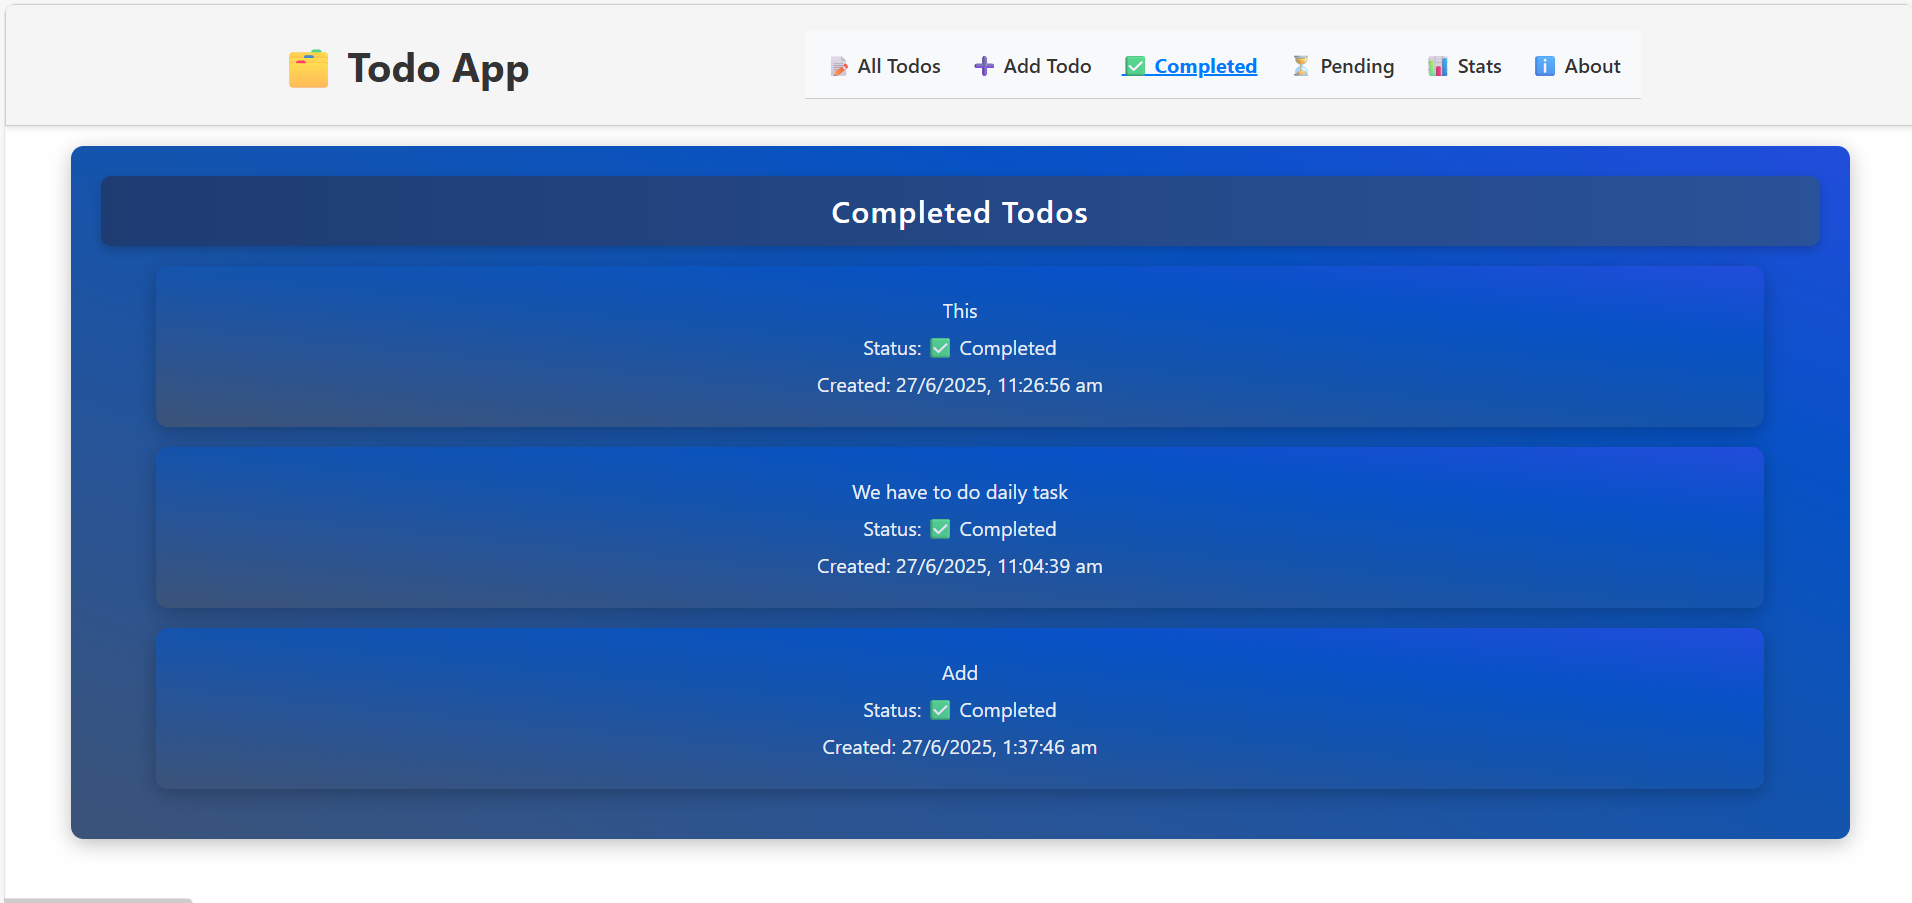 Todo App
All Todos
Add Todo
Completed
Pending
Stats
About
Completed Todos
This
Status: ✅ Completed
Created: 27/6/2025, 11:26:56 am
We have to do daily task
Status: ✅ Completed
Created: 27/6/2025, 11:04:39 am
Add
Status: ✅ Completed
Created: 27/6/2025, 1:37:46 am